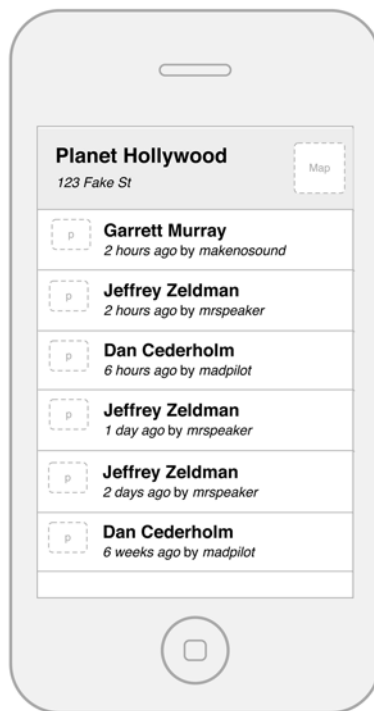 Planet Hollywood
123 Fake St
Map
p
Garrett Murray
2 hours ago by makenosound
p
Jeffrey Zeldman
2 hours ago by mrspeaker
p
Dan Cederholm
6 hours ago by madpilot
p
Jeffrey Zeldman
1 day ago by mrspeaker
p
Jeffrey Zeldman
2 days ago by mrspeaker
p
Dan Cederholm
6 weeks ago by madpilot